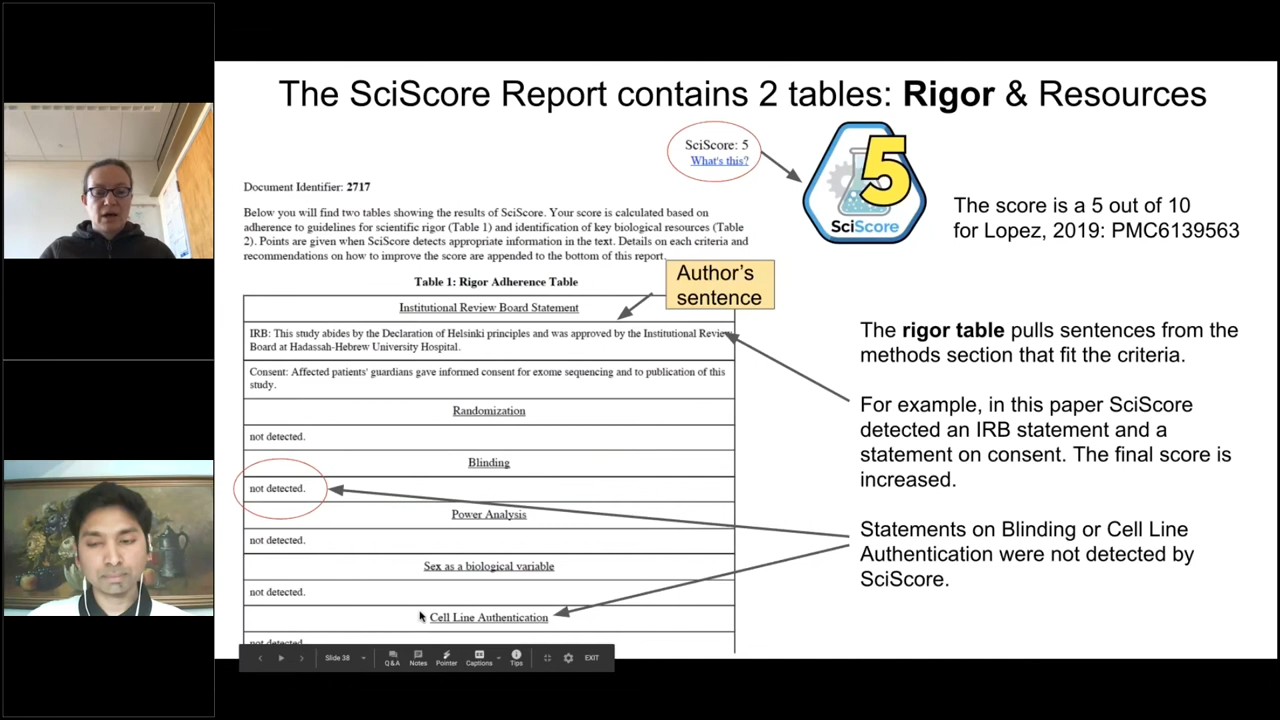 The SciScore Report contains 2 tables: Rigor & Resources
SciScore: 5
What's this?
5
SciScore
The score is a 5 out of 10
for Lopez, 2019: PMC6139563
Document Identifier: 2717
Below you will find two tables showing the results of SciScore. Your score is calculated based on
adherence to guidelines for scientific rigor (Table 1) and identification of key biological resources (Table
2). Points are given when SciScore detects appropriate information in the text. Details on each criteria and
recommendations on how to improve the score are appended to the bottom of this report.
Table 1: Rigor Adherence Table
Author's
sentence
Institutional Review Board Statement
IRB: This study abides by the Declaration of Helsinki principles and was approved by the Institutional Review
Board at Hadassah-Hebrew University Hospital.
Consent: Affected patients' guardians gave informed consent for exome sequencing and to publication of this
study.
Randomization
not detected.
Blinding
not detected.
Power Analysis
not detected.
Sex as a biological variable
not detected.
Cell Line Authentication
not detected.
The rigor table pulls sentences from the
methods section that fit the criteria.
For example, in this paper SciScore
detected an IRB statement and a
statement on consent. The final score is
increased.
Statements on Blinding or Cell Line
Authentication were not detected by
SciScore.
Slide 38
Q&A
Notes
Pointer
Captions
Tips
EXIT